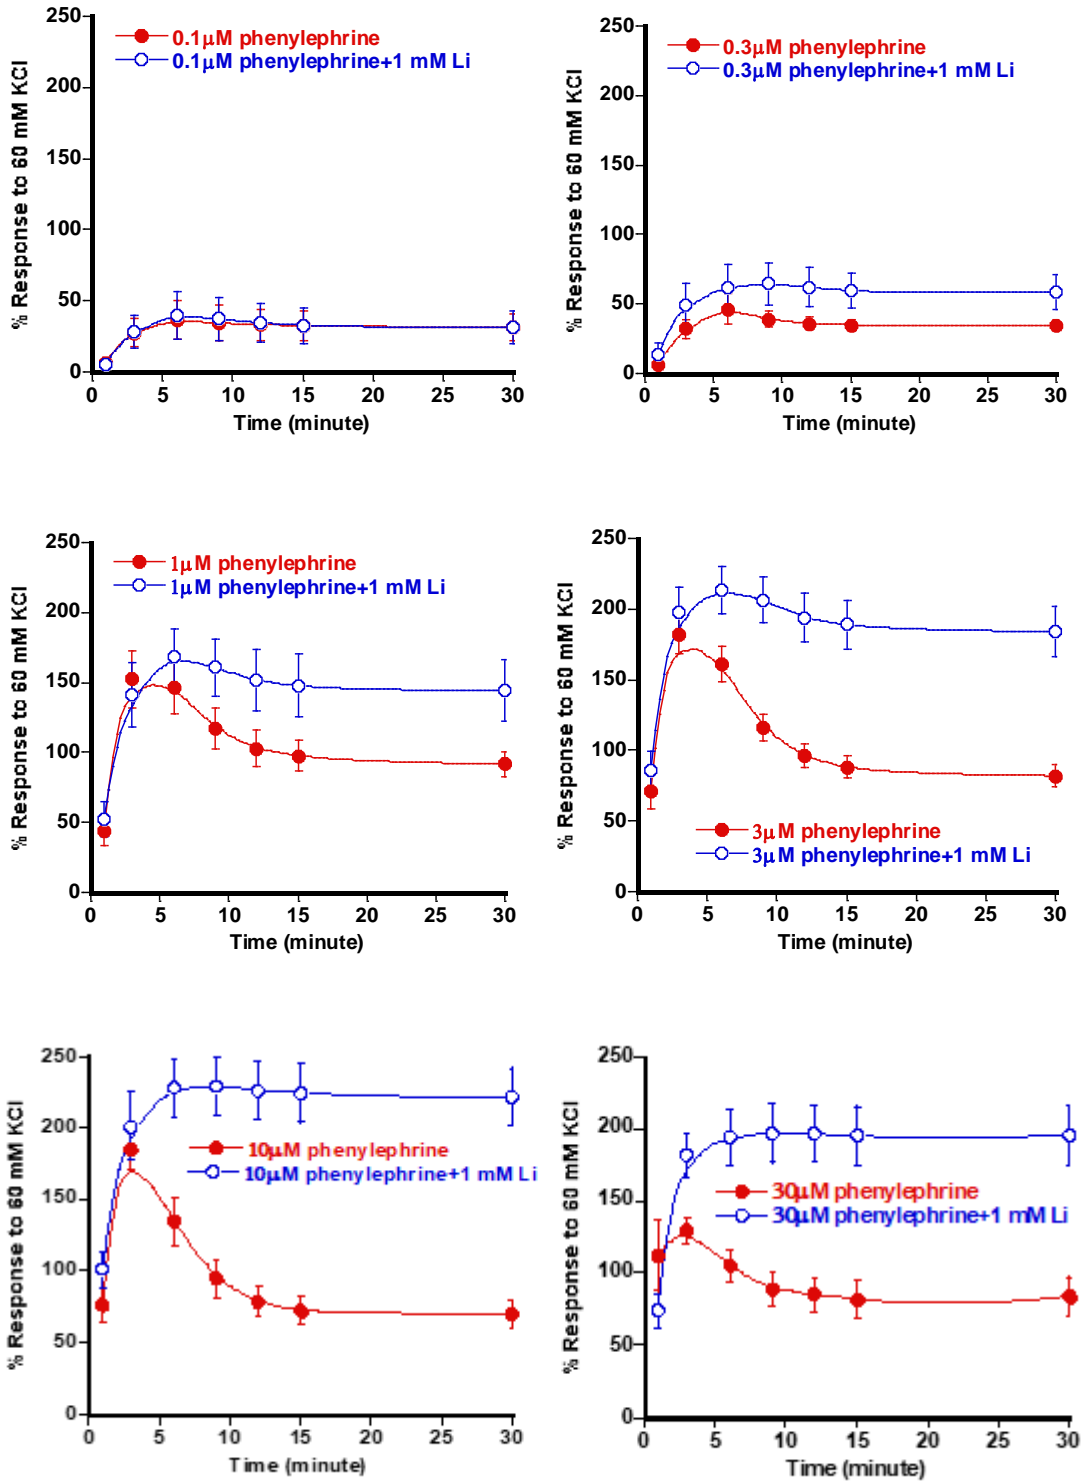 % Response to 60 mM KCl
250
200
150
100
50
0
0.1μM phenylephrine
0.1μM phenylephrine+1 mM Li
0 5 10 15 20 25 30
Time (minute)
% Response to 60 mM KCl
250
200
150
100
50
0
0.3μM phenylephrine
0.3μM phenylephrine+1 mM Li
0 5 10 15 20 25 30
Time (minute)
% Response to 60 mM KCl
250
200
150
100
50
0
1μM phenylephrine
1μM phenylephrine+1 mM Li
0 5 10 15 20 25 30
Time (minute)
% Response to 60 mM KCl
250
200
150
100
50
0
3μM phenylephrine
3μM phenylephrine+1 mM Li
0 5 10 15 20 25 30
Time (minute)
% Response to 60 mM KCl
250
200
150
100
50
0
10μM phenylephrine
10μM phenylephrine+1 mM Li
0 5 10 15 20 25 30
Time (minute)
% Response to 60 mM KCl
250
200
150
100
50
0
30μM phenylephrine
30μM phenylephrine+1 mM Li
0 5 10 15 20 25 30
Time (minute)